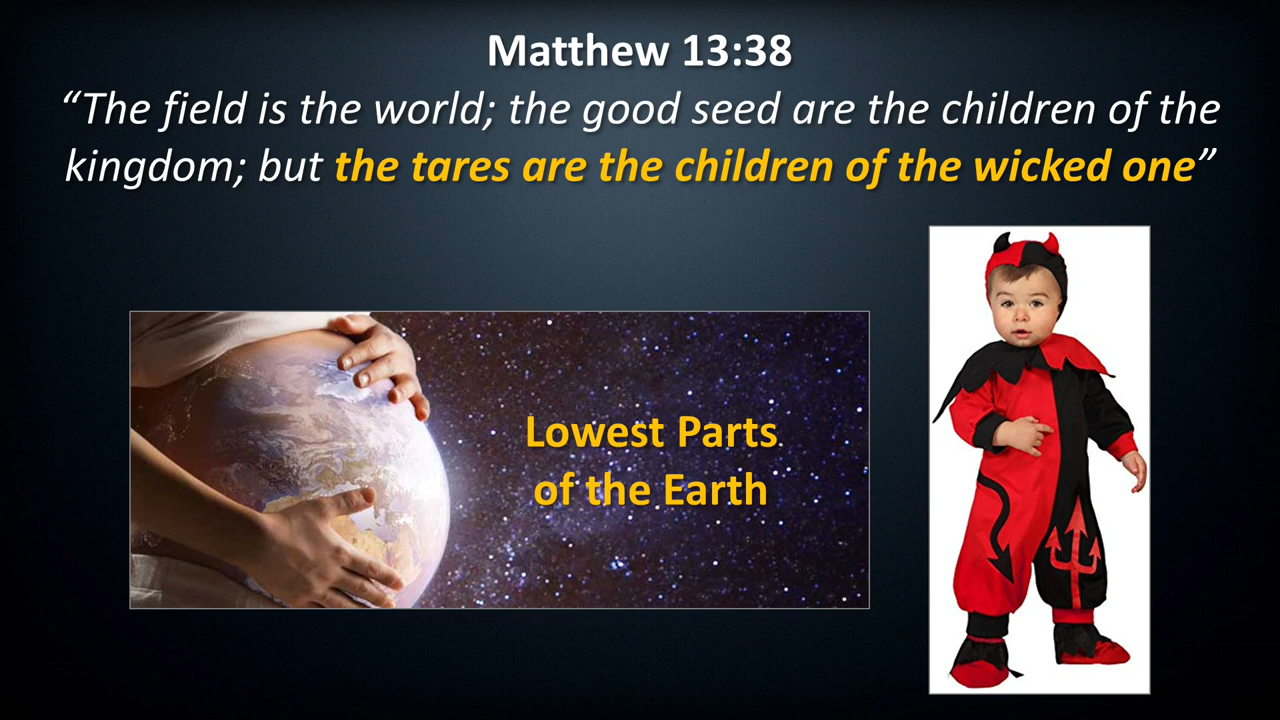 Matthew 13:38
“The field is the world; the good seed are the children of the
kingdom; but the tares are the children of the wicked one”
Lowest Parts
of the Earth